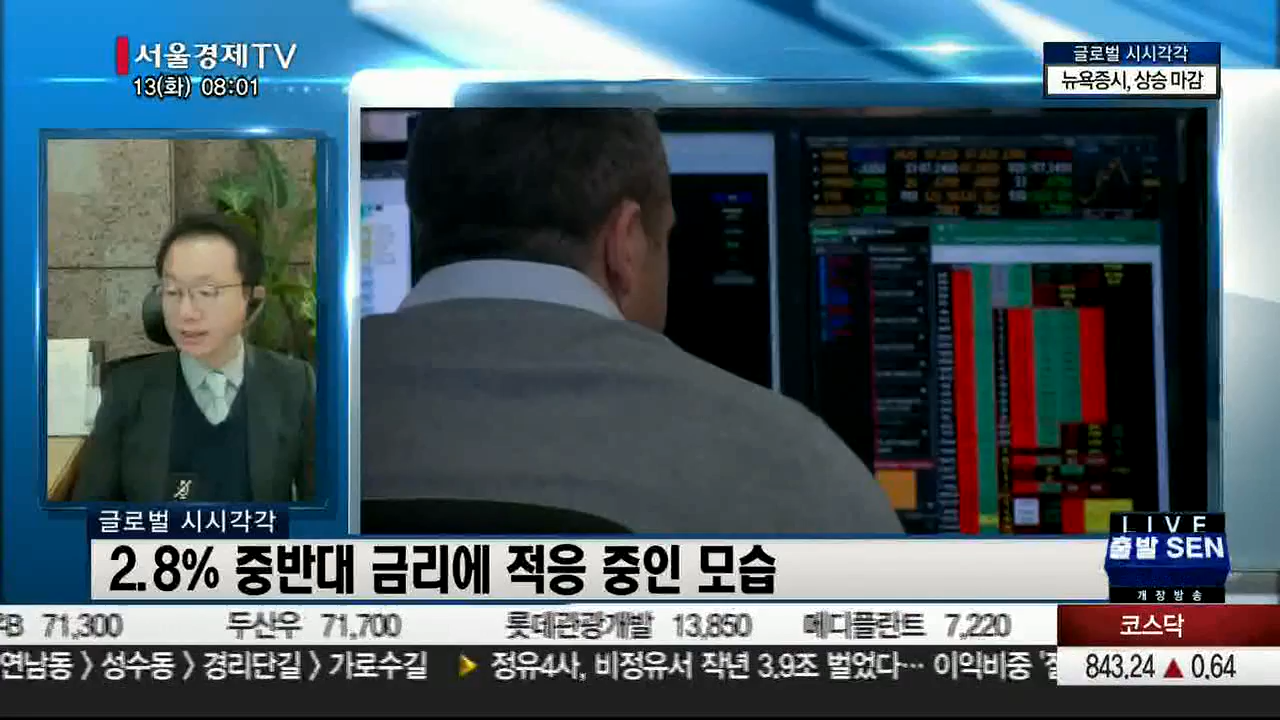 서울경제TV
13(화) 08:01
글로벌 시시각각
뉴욕증시, 상승 마감
글로벌 시시각각
2.8% 중반대 금리에 적응 중인 모습
LIVE
출발 SEN
개장방송
71,300 두산우 71,700 롯데관광개발 13,850 메디플란트 7,220
코스닥
연남동 〉 성수동 〉 경리단길 〉 가로수길 ▶ 정유4사, 비정유서 작년 3.9조 벌었다… 이익비중
843.24 ▲ 0.64